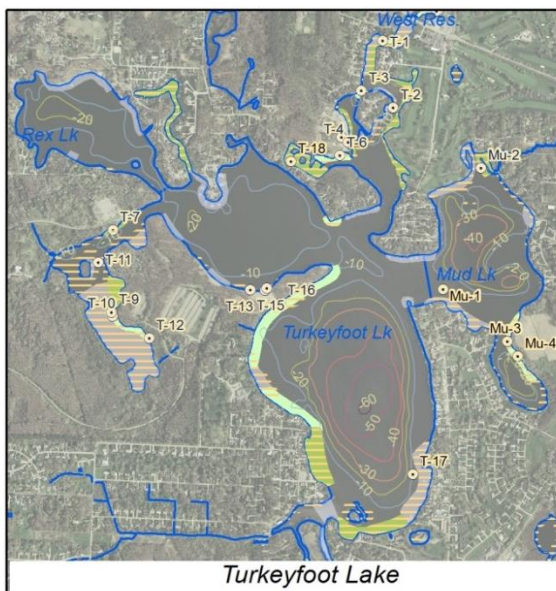 West Res.
T-1
T-3
T-2
T-4
T-6
T-18
Mu-2
-20
Rex Lk
-30
-40
-10
-20
T-7
-20
-10
T-11
-20
Mud Lk
-10
T-13
T-15
T-16
Mu-1
T-10
T-9
T-12
Turkeyfoot Lk
Mu-3
Mu-4
-20
-60
-50
-40
-30
-10
T-17
Turkeyfoot Lake